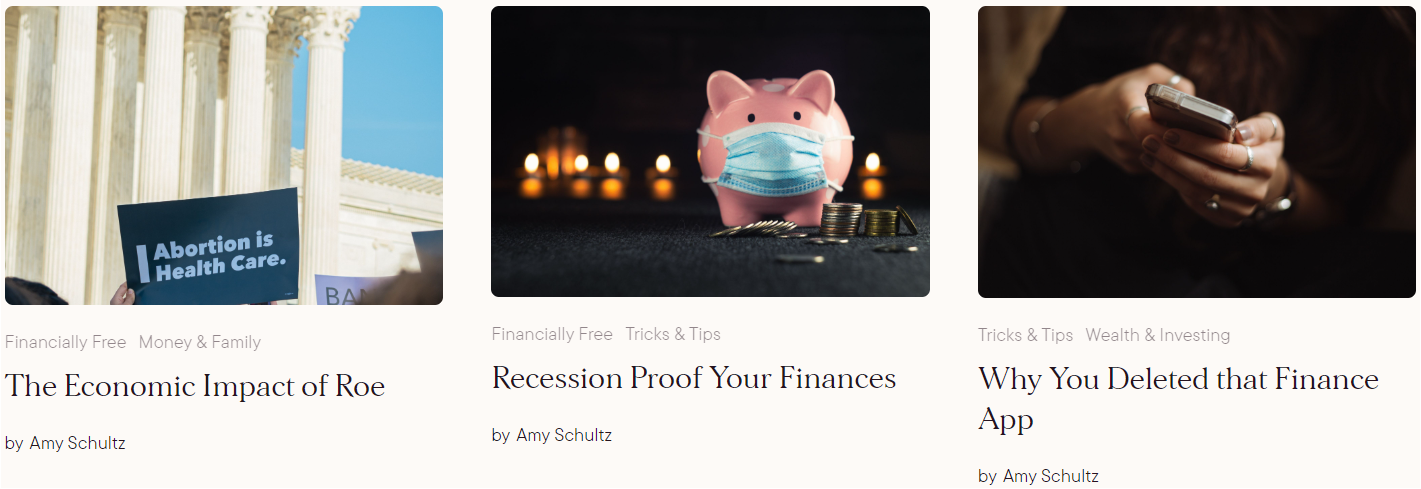 Abortion is
Health Care.
BAN
Financially Free Money & Family
The Economic Impact of Roe
by Amy Schultz
Financially Free Tricks & Tips
Recession Proof Your Finances
by Amy Schultz
Tricks & Tips Wealth & Investing
Why You Deleted that Finance
App
by Amy Schultz